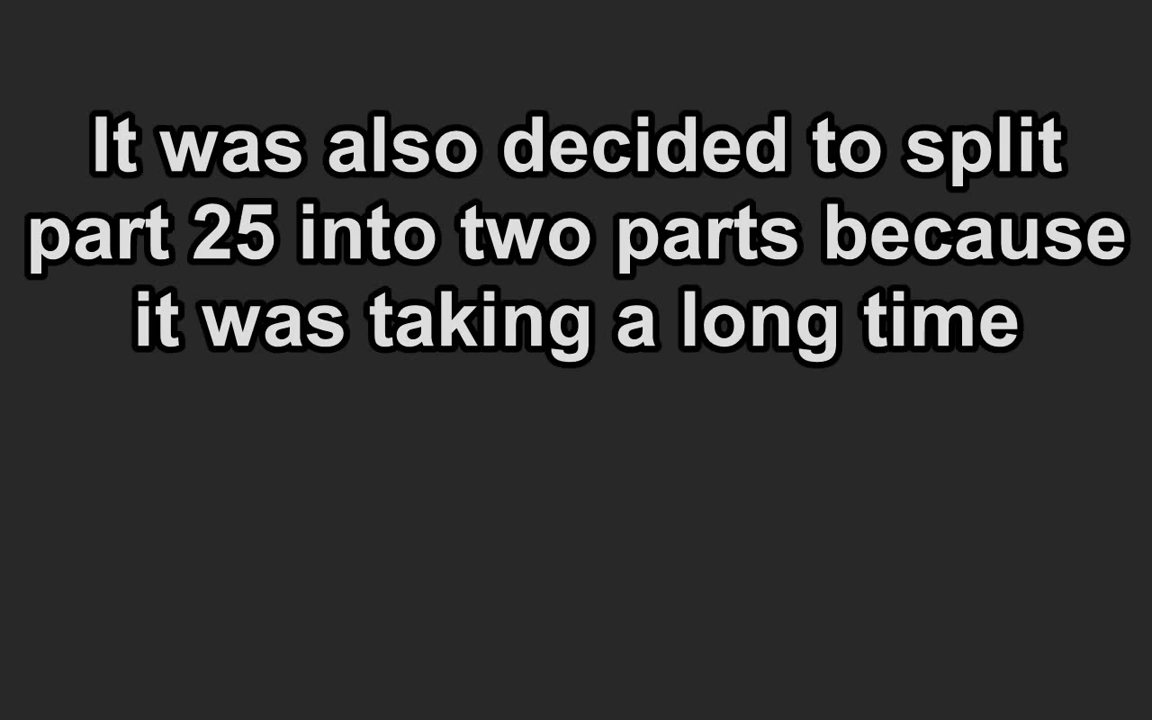 It was also decided to split
part 25 into two parts because
it was taking a long time